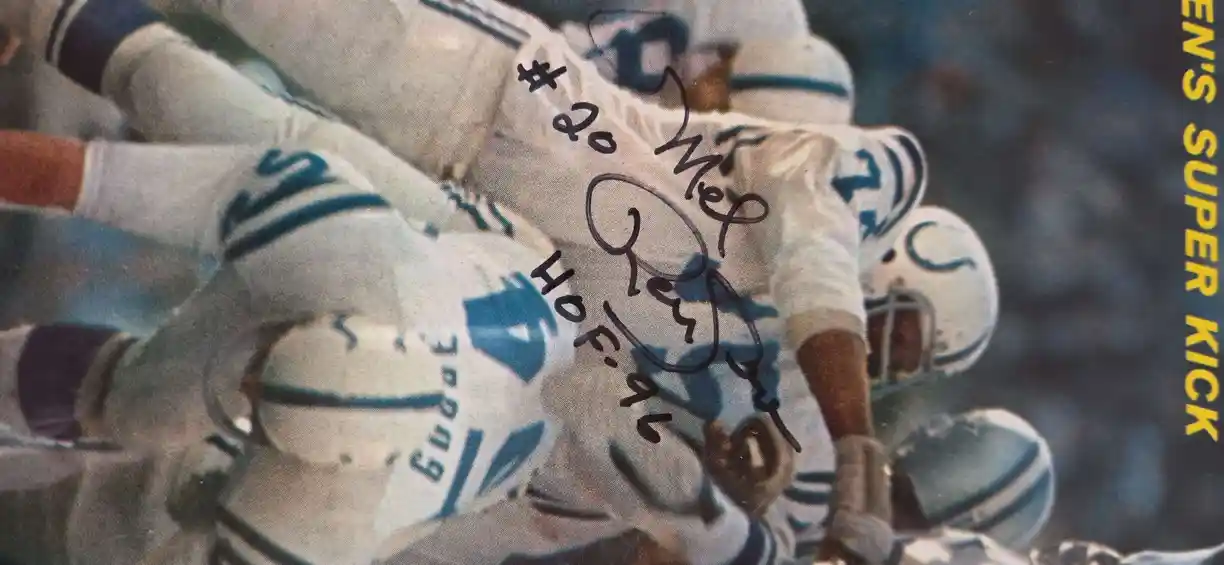 EN'S SUPER KICK
Mel
Renfro
#20
HOF-96